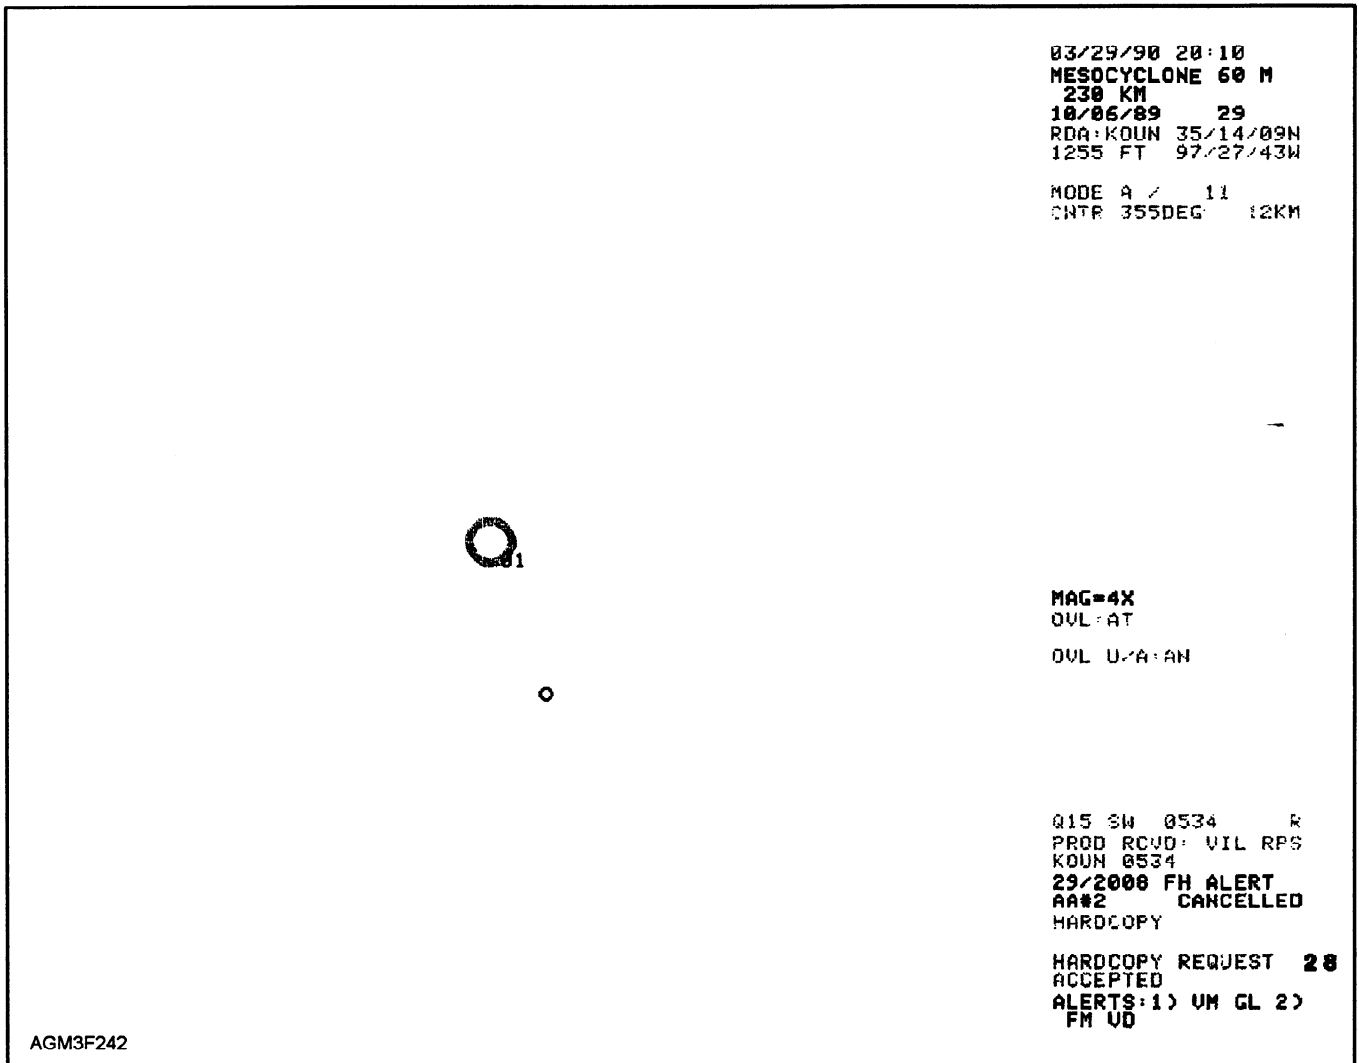 03/29/90 20:10
MESOCYCLONE 60 M
230 KM
10/06/89 29
RDA:KOUN 35/14/09N
1255 FT 97/27/43W
MODE A / 11
CNTR 355DEG 12KM
01
MAG=4X
OVL:AT
OVL U/A:AN
Q15 SW 0534 R
PROD RCVD: VIL RPS
KOUN 0534
29/2008 FH ALERT
AA#2 CANCELLED
HARDCOPY
HARDCOPY REQUEST 28
ACCEPTED
ALERTS:1) VM GL 2)
FM VD
AGM3F242